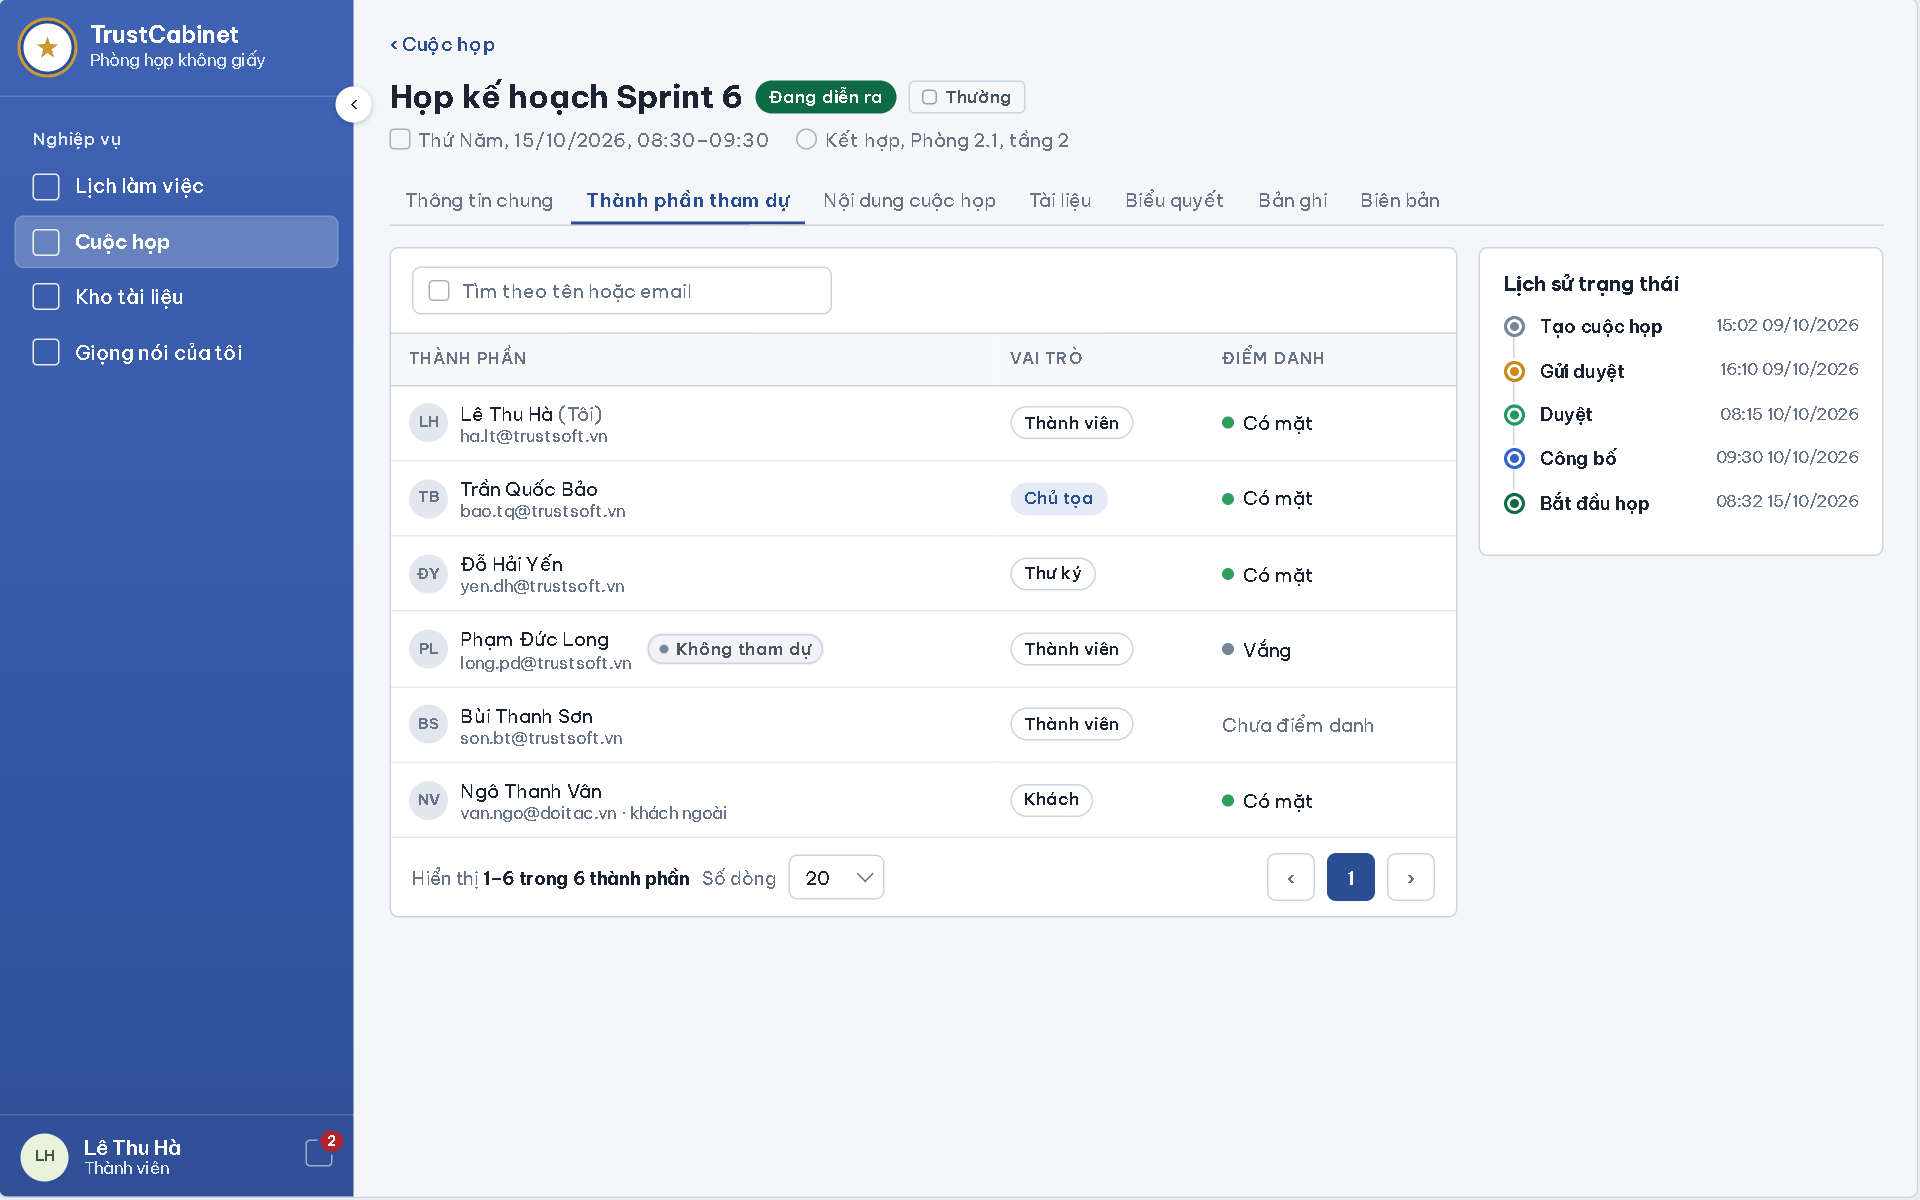 TrustCabinet
Phòng họp không giấy
Nghiệp vụ
Lịch làm việc
Cuộc họp
Kho tài liệu
Giọng nói của tôi
LH
Lê Thu Hà
Thành viên
2
‹ Cuộc họp
Họp kế hoạch Sprint 6
Đang diễn ra
Thường
Thứ Năm, 15/10/2026, 08:30–09:30
Kết hợp, Phòng 2.1, tầng 2
Thông tin chung
Thành phần tham dự
Nội dung cuộc họp
Tài liệu
Biểu quyết
Bản ghi
Biên bản
Tìm theo tên hoặc email
THÀNH PHẦN VAI TRÒ ĐIỂM DANH
LH Lê Thu Hà (Tôi) Thành viên Có mặt
ha.lt@trustsoft.vn
TB Trần Quốc Bảo Chủ tọa Có mặt
bao.tq@trustsoft.vn
ĐY Đỗ Hải Yến Thư ký Có mặt
yen.dh@trustsoft.vn
PL Phạm Đức Long Không tham dự Thành viên Vắng
long.pd@trustsoft.vn
BS Bùi Thanh Sơn Thành viên Chưa điểm danh
son.bt@trustsoft.vn
NV Ngô Thanh Vân Khách Có mặt
van.ngo@doitac.vn · khách ngoài
Hiển thị 1–6 trong 6 thành phần Số dòng 20 ‹ 1 ›
Lịch sử trạng thái
Tạo cuộc họp 15:02 09/10/2026
Gửi duyệt 16:10 09/10/2026
Duyệt 08:15 10/10/2026
Công bố 09:30 10/10/2026
Bắt đầu họp 08:32 15/10/2026